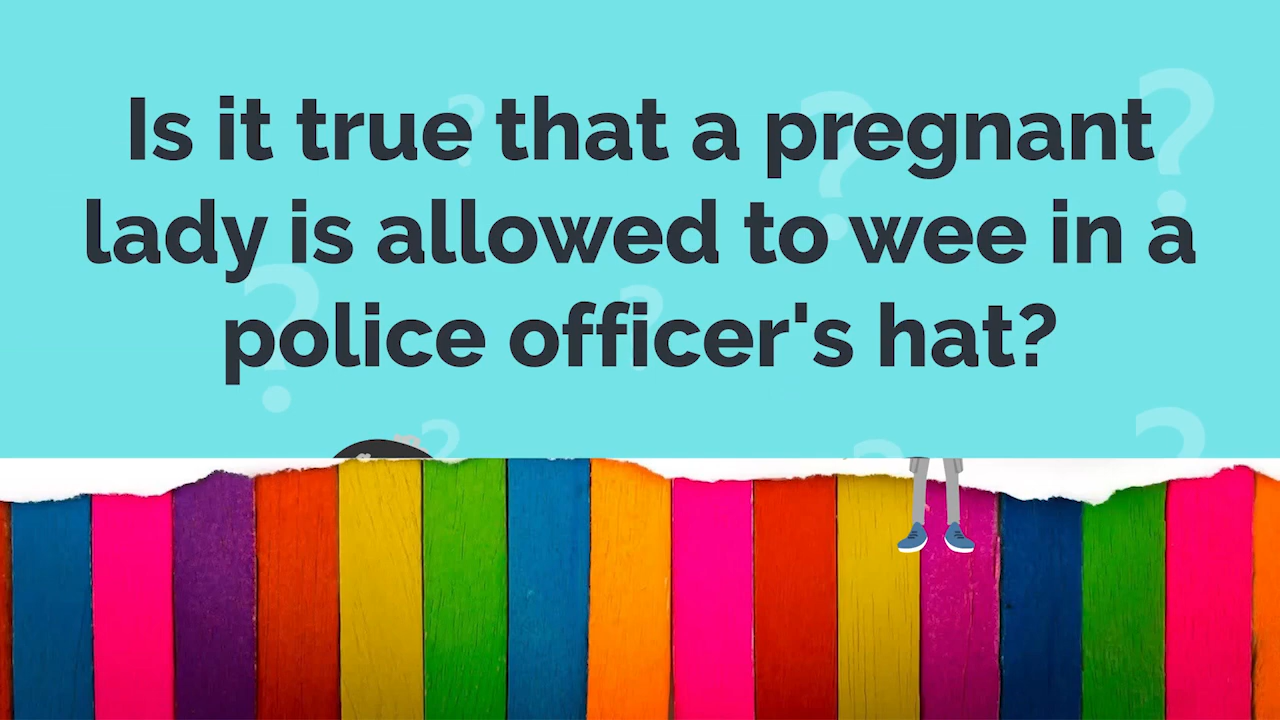 Is it true that a pregnant
lady is allowed to wee in a
police officer's hat?